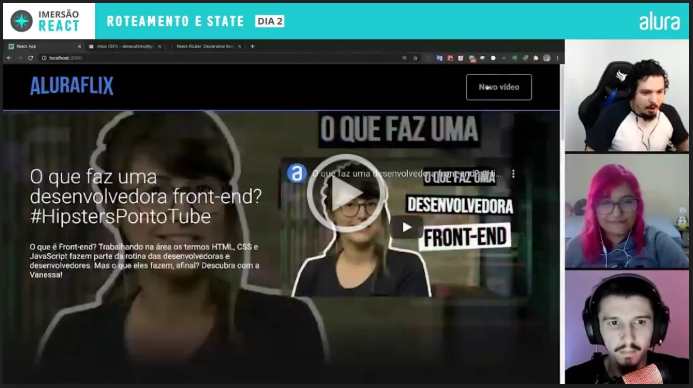 IMERSÃO
REACT
ROTEAMENTO E STATE DIA 2
alura
React App
localhost:3000
ALURAFLIX
Novo vídeo
O QUE FAZ UMA
O que faz uma
desenvolvedora front-end?
#HipstersPontoTube
O que faz uma desenvolvedora front-end
O QUE FAZ UMA
DESENVOLVEDORA
FRONT-END
O que é Front-end? Trabalhando na área os termos HTML, CSS e
JavaScript fazem parte da rotina das desenvolvedoras e
desenvolvedores. Mas o que eles fazem, afinal? Descubra com a
Vanessa!